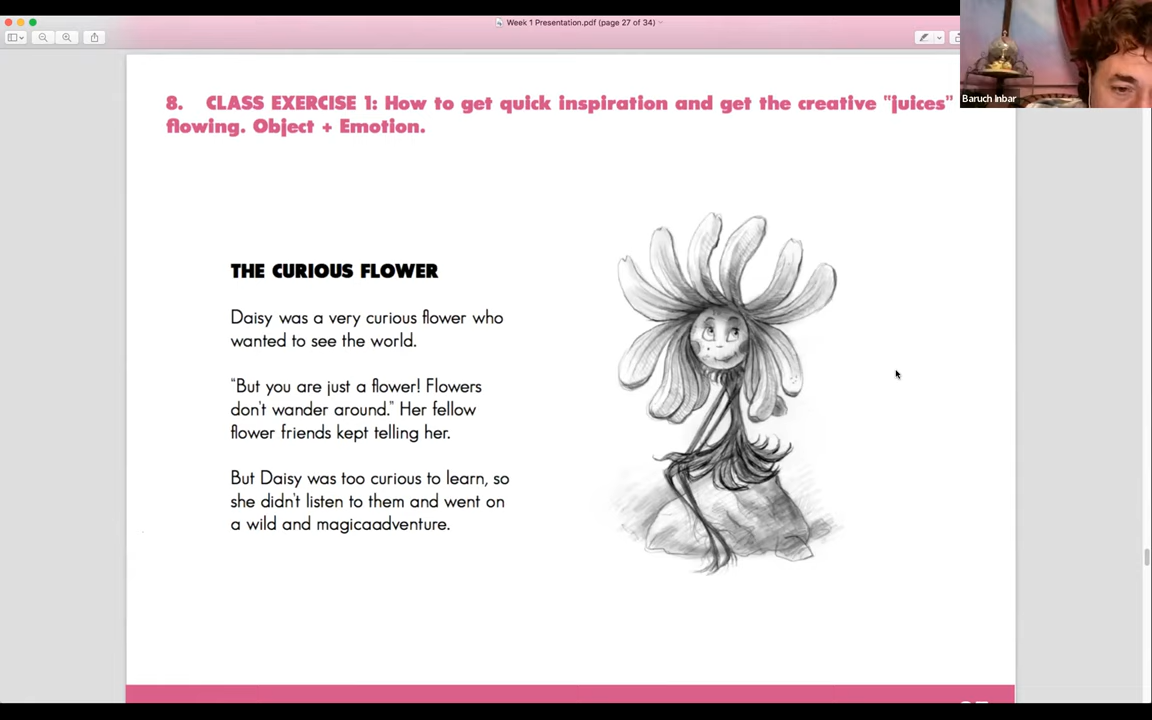 Week 1 Presentation.pdf (page 27 of 34)
Baruch Inbar
8. CLASS EXERCISE 1: How to get quick inspiration and get the creative "juices"
flowing. Object + Emotion.
THE CURIOUS FLOWER
Daisy was a very curious flower who
wanted to see the world.
"But you are just a flower! Flowers
don't wander around." Her fellow
flower friends kept telling her.
But Daisy was too curious to learn, so
she didn't listen to them and went on
a wild and magicaadventure.